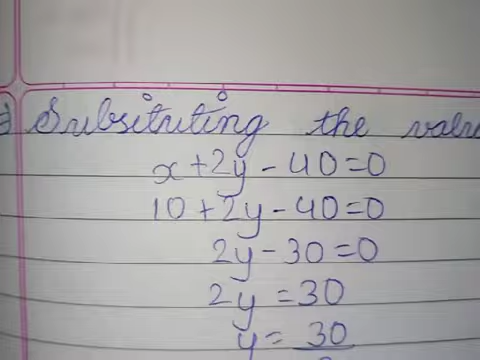 Subsituting the
x + 2y - 40 = 0
10 + 2y - 40 = 0
2y - 30 = 0
2y = 30
y = 30